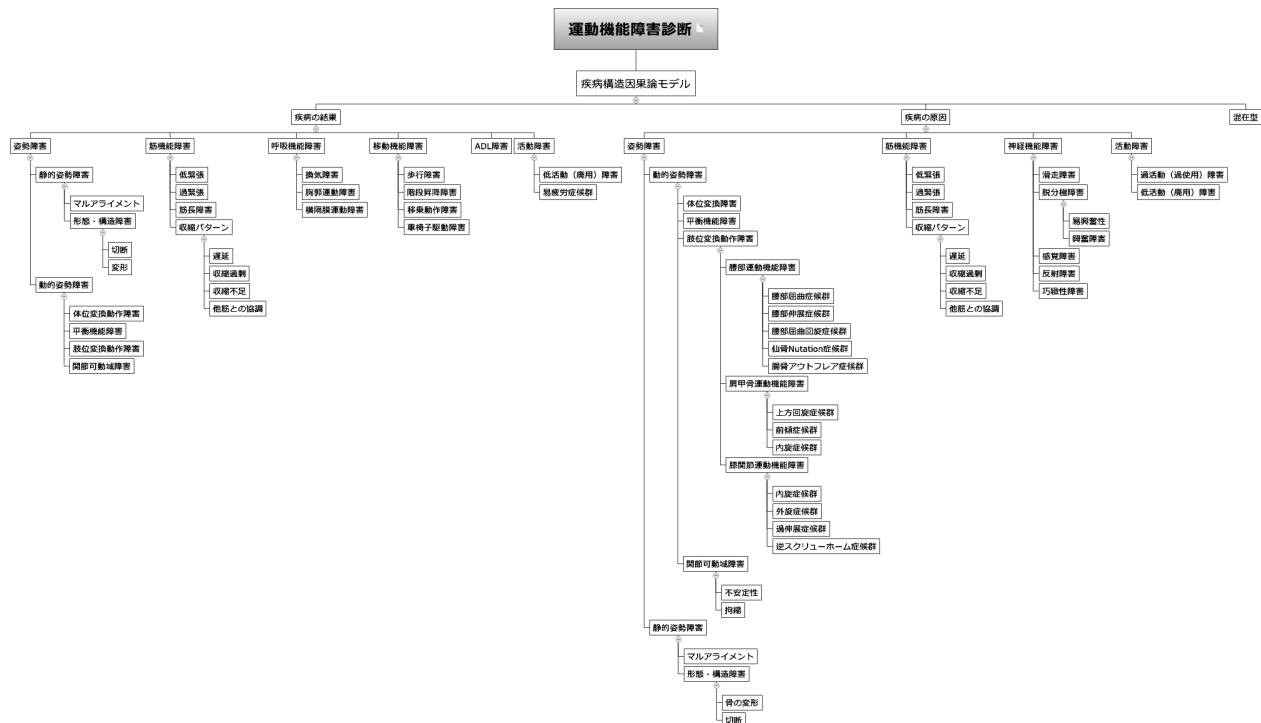 運動機能障害診断
疾病構造因果論モデル
疾病の結果
姿勢障害
静的姿勢障害
マルアライメント
形態・構造障害
切断
変形
動的姿勢障害
体位変換動作障害
平衡機能障害
肢位変換動作障害
関節可動域障害
筋機能障害
低緊張
過緊張
筋長障害
収縮パターン
遅延
収縮過剰
収縮不足
他筋との協調
呼吸機能障害
換気障害
胸郭運動障害
横隔膜運動障害
移動機能障害
歩行障害
階段昇降障害
移乗動作障害
車椅子駆動障害
ADL障害
活動障害
低活動（廃用）障害
易疲労症候群
疾病の原因
姿勢障害
動的姿勢障害
体位変換障害
平衡機能障害
肢位変換動作障害
腰部運動機能障害
腰部屈曲症候群
腰部伸展症候群
腰部屈曲回旋症候群
仙骨Nutation症候群
腸骨アウトフレア症候群
肩甲骨運動機能障害
上方回旋症候群
前傾症候群
内旋症候群
膝関節運動機能障害
内旋症候群
外旋症候群
過伸展症候群
逆スクリューホーム症候群
関節可動域障害
不安定性
拘縮
静的姿勢障害
マルアライメント
形態・構造障害
骨の変形
切断
筋機能障害
低緊張
過緊張
筋長障害
収縮パターン
遅延
収縮過剰
収縮不足
他筋との協調
神経機能障害
滑走障害
脱分極障害
易興奮性
興奮障害
感覚障害
反射障害
巧緻性障害
活動障害
過活動（過使用）障害
低活動（廃用）障害
混在型